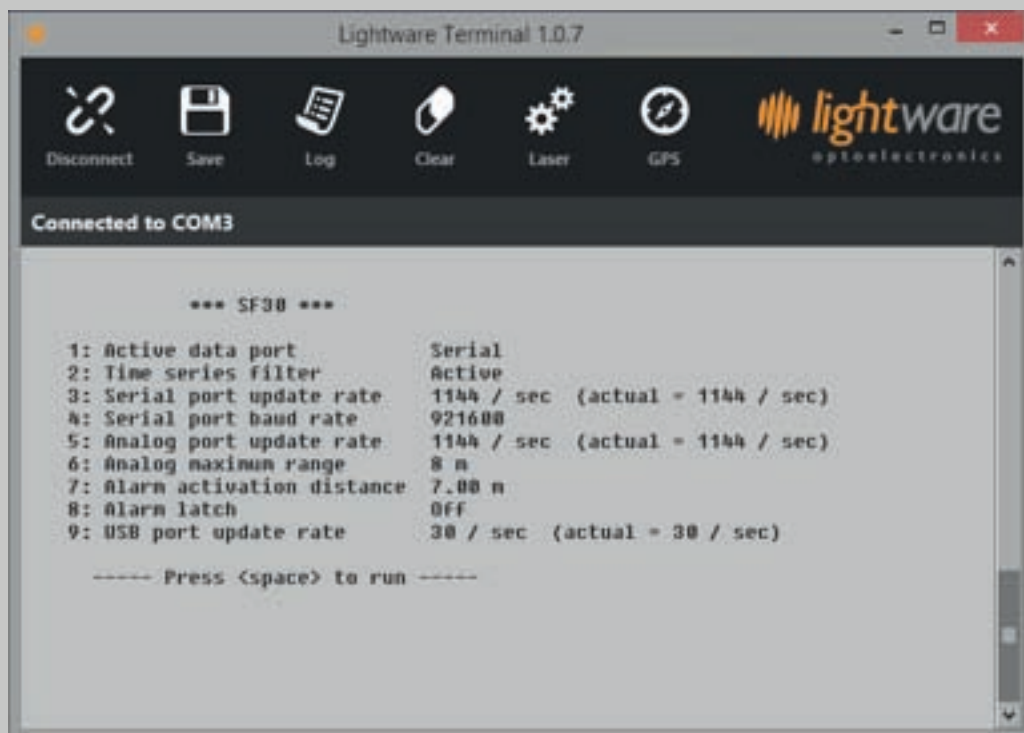 Lightware Terminal 1.0.7
Disconnect Save Log Clear Laser GPS
lightware
optoelectronics
Connected to COM3
*** SF30 ***
1: Active data port Serial
2: Time series filter Active
3: Serial port update rate 1144 / sec (actual = 1144 / sec)
4: Serial port baud rate 921600
5: Analog port update rate 1144 / sec (actual = 1144 / sec)
6: Analog maximum range 8 m
7: Alarm activation distance 7.00 m
8: Alarm latch Off
9: USB port update rate 30 / sec (actual = 30 / sec)
----- Press <space> to run -----